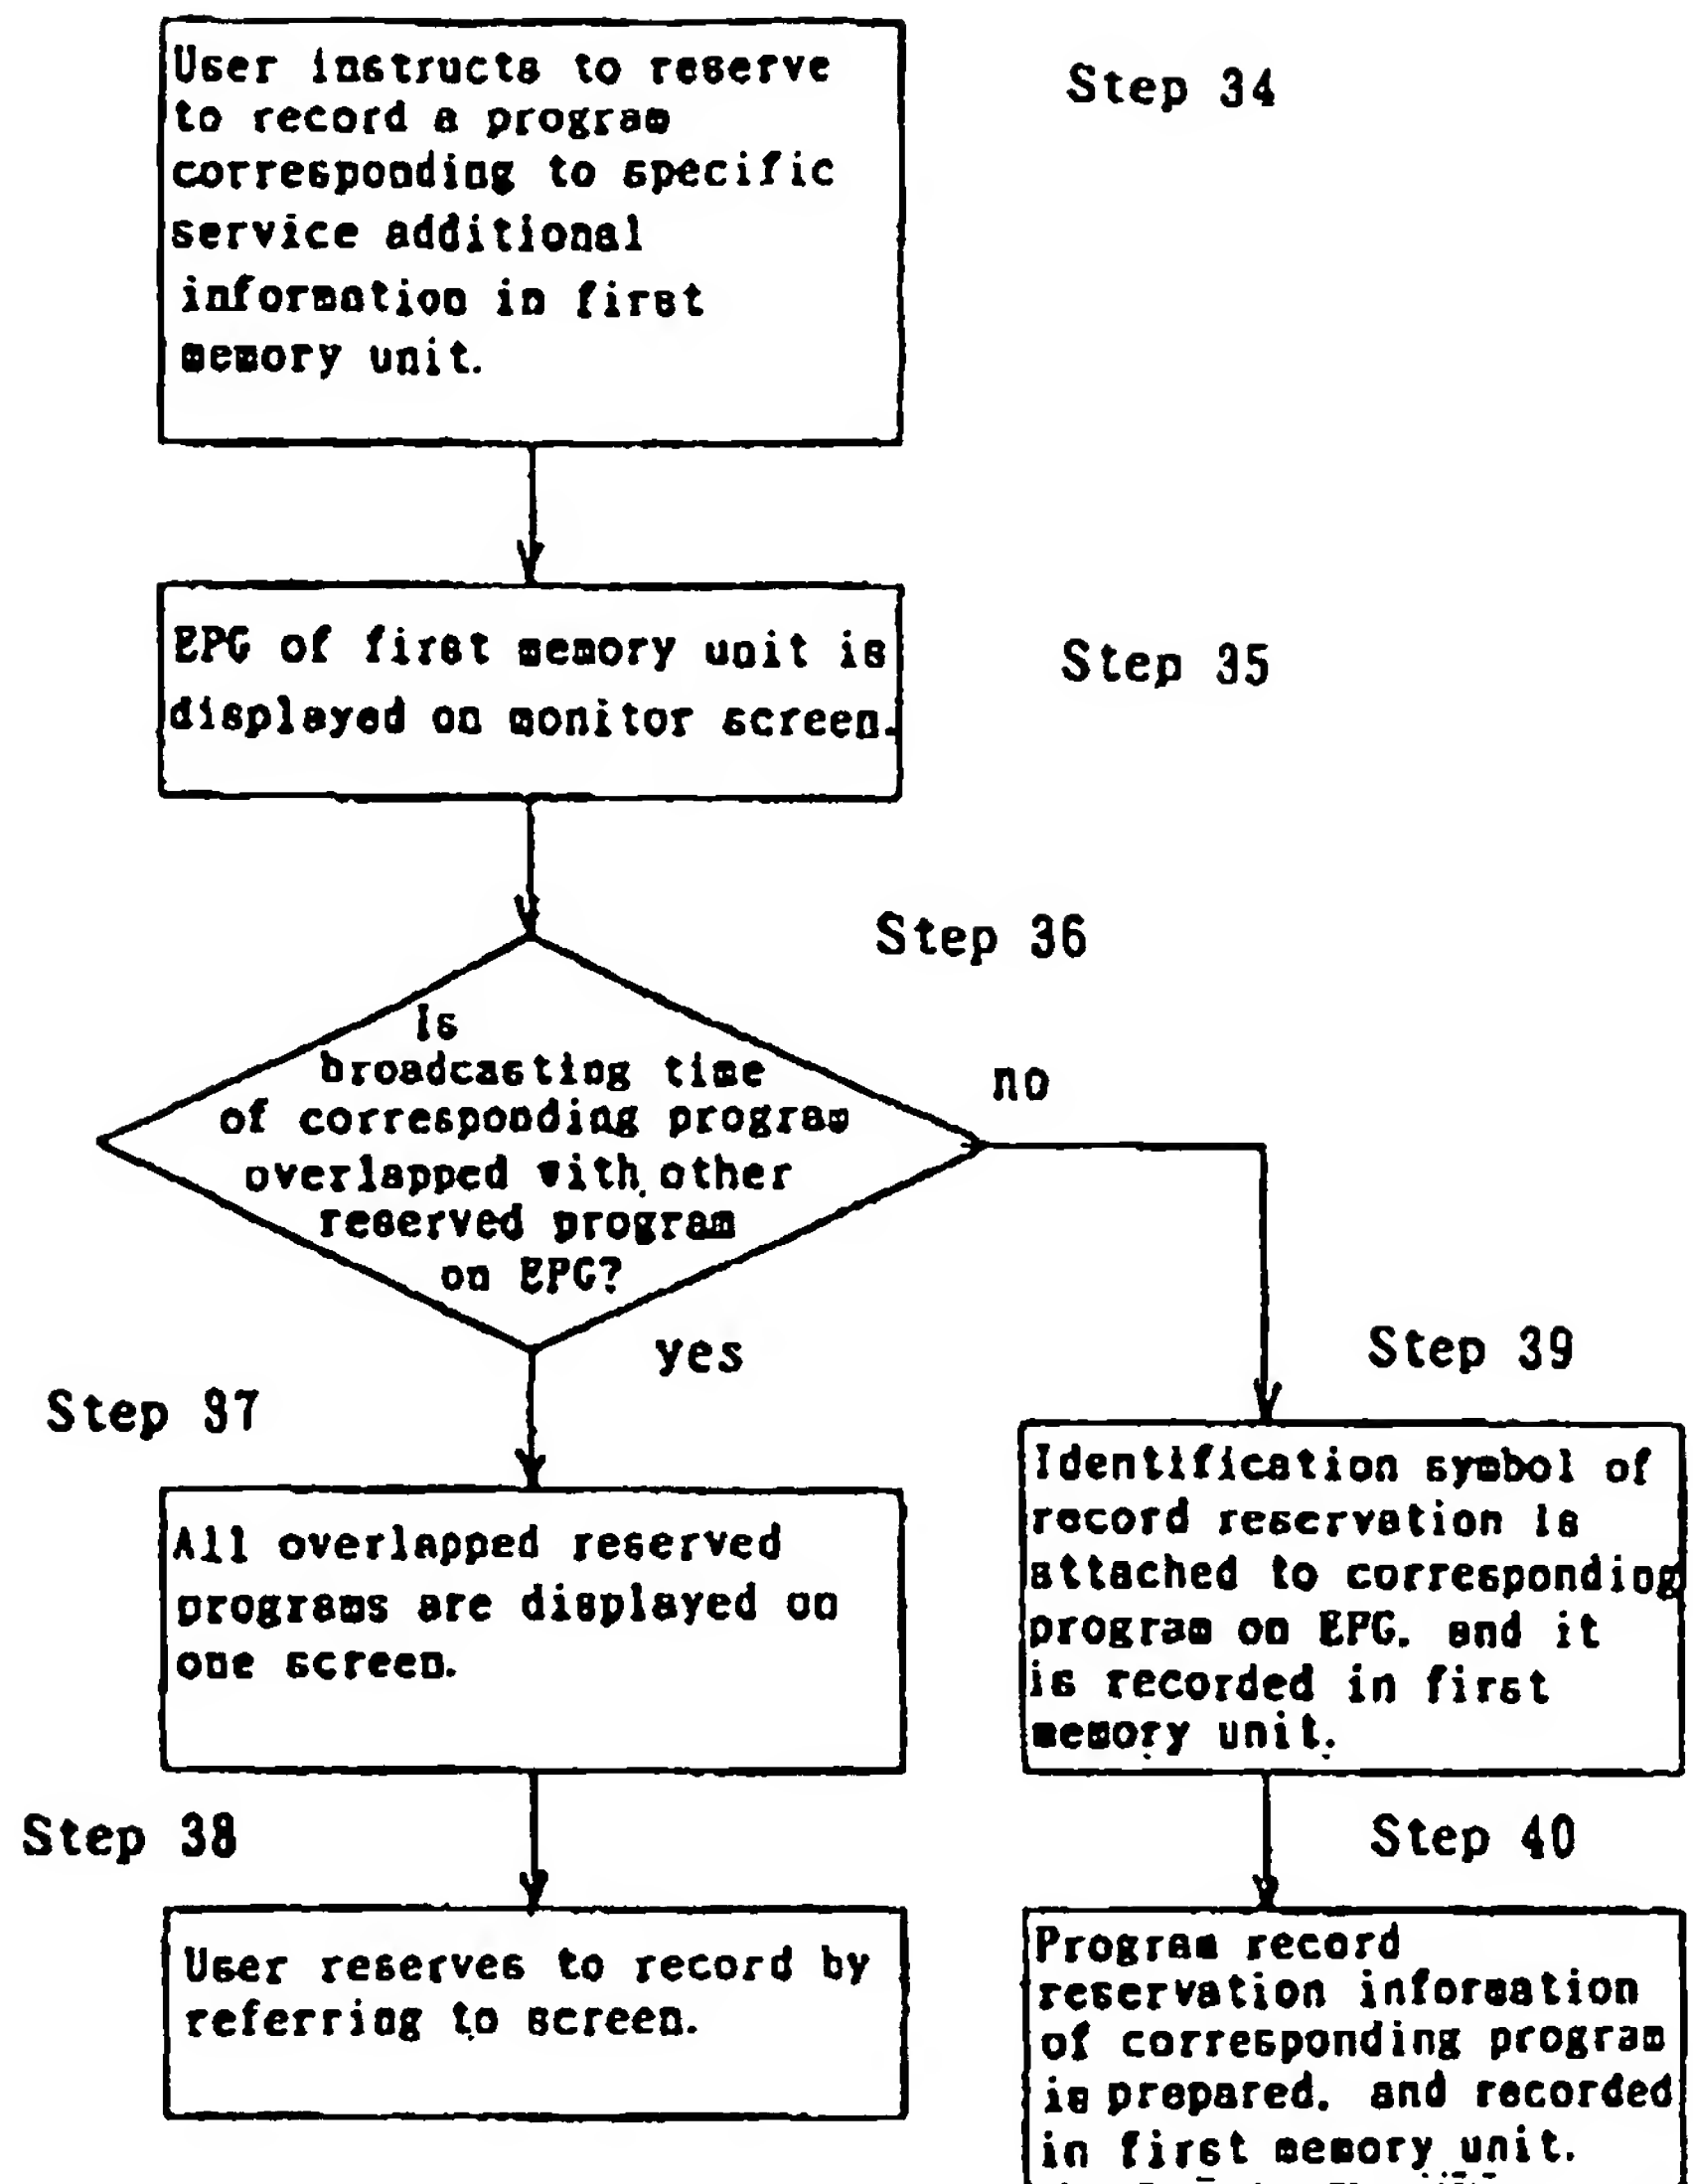 User instructs to reserve
to record a program
corresponding to specific
service additional
information in first
memory unit.
Step 34
EPG of first memory unit is
displayed on monitor screen.
Step 35
Step 36
Is
broadcasting time
of corresponding program
overlapped with other
reserved program
on EPG?
no
yes
Step 37
All overlapped reserved
programs are displayed on
one screen.
Step 38
User reserves to record by
referring to screen.
Step 39
Identification symbol of
record reservation is
attached to corresponding
program on EPG. and it
is recorded in first
memory unit.
Step 40
Program record
reservation information
of corresponding program
is prepared. and recorded
in first memory unit.